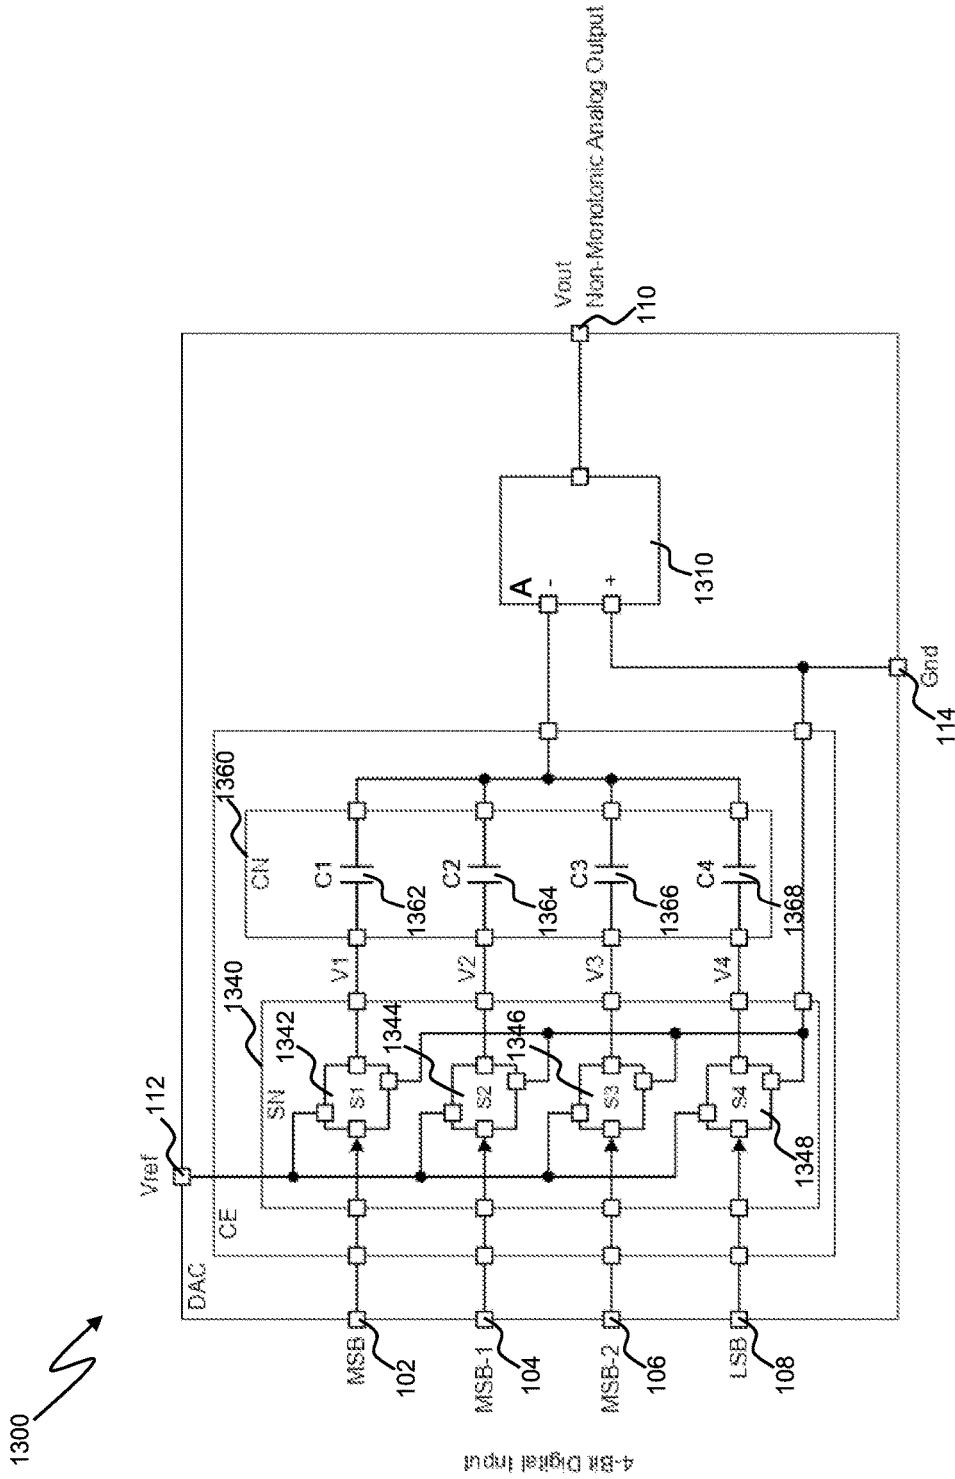 1300
4-Bit Digital Input
MSB
102
MSB-1
104
MSB-2
106
LSB
108
DAC
CE
Vref
112
SN
1340
S1
1342
S2
1344
S3
1346
S4
1348
V1
V2
V3
V4
CN
1360
C1
1362
C2
1364
C3
1366
C4
1368
A
-
+
1310
Gnd
114
Vout
Non-Monotonic Analog Output
110